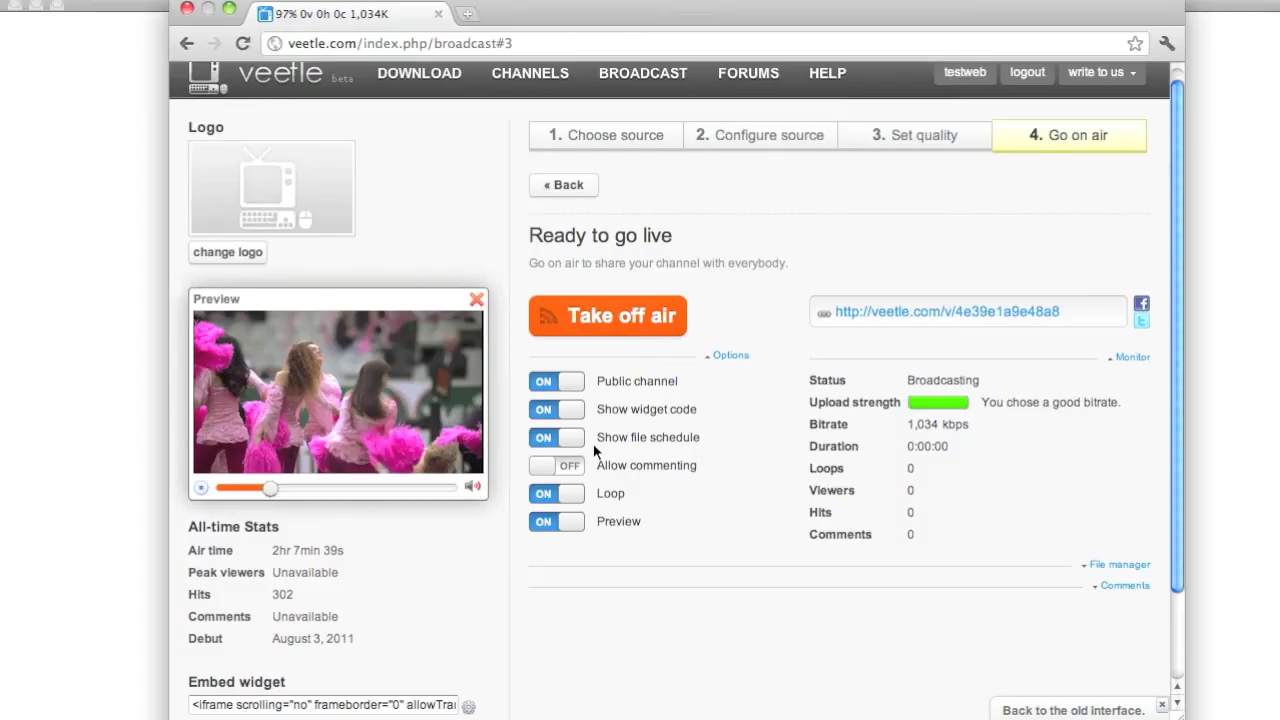 97% 0v 0h 0c 1,034K
veetle.com/index.php/broadcast#3
veetle beta DOWNLOAD CHANNELS BROADCAST FORUMS HELP testweb logout write to us
Logo
change logo
Preview
All-time Stats
Air time 2hr 7min 39s
Peak viewers Unavailable
Hits 302
Comments Unavailable
Debut August 3, 2011
Embed widget
<iframe scrolling="no" frameborder="0" allowTra
1. Choose source 2. Configure source 3. Set quality 4. Go on air
« Back
Ready to go live
Go on air to share your channel with everybody.
Take off air
Options
ON Public channel
ON Show widget code
ON Show file schedule
OFF Allow commenting
ON Loop
ON Preview
http://veetle.com/v/4e39e1a9e48a8
Monitor
Status Broadcasting
Upload strength You chose a good bitrate.
Bitrate 1,034 kbps
Duration 0:00:00
Loops 0
Viewers 0
Hits 0
Comments 0
File manager
Comments
Back to the old interface.